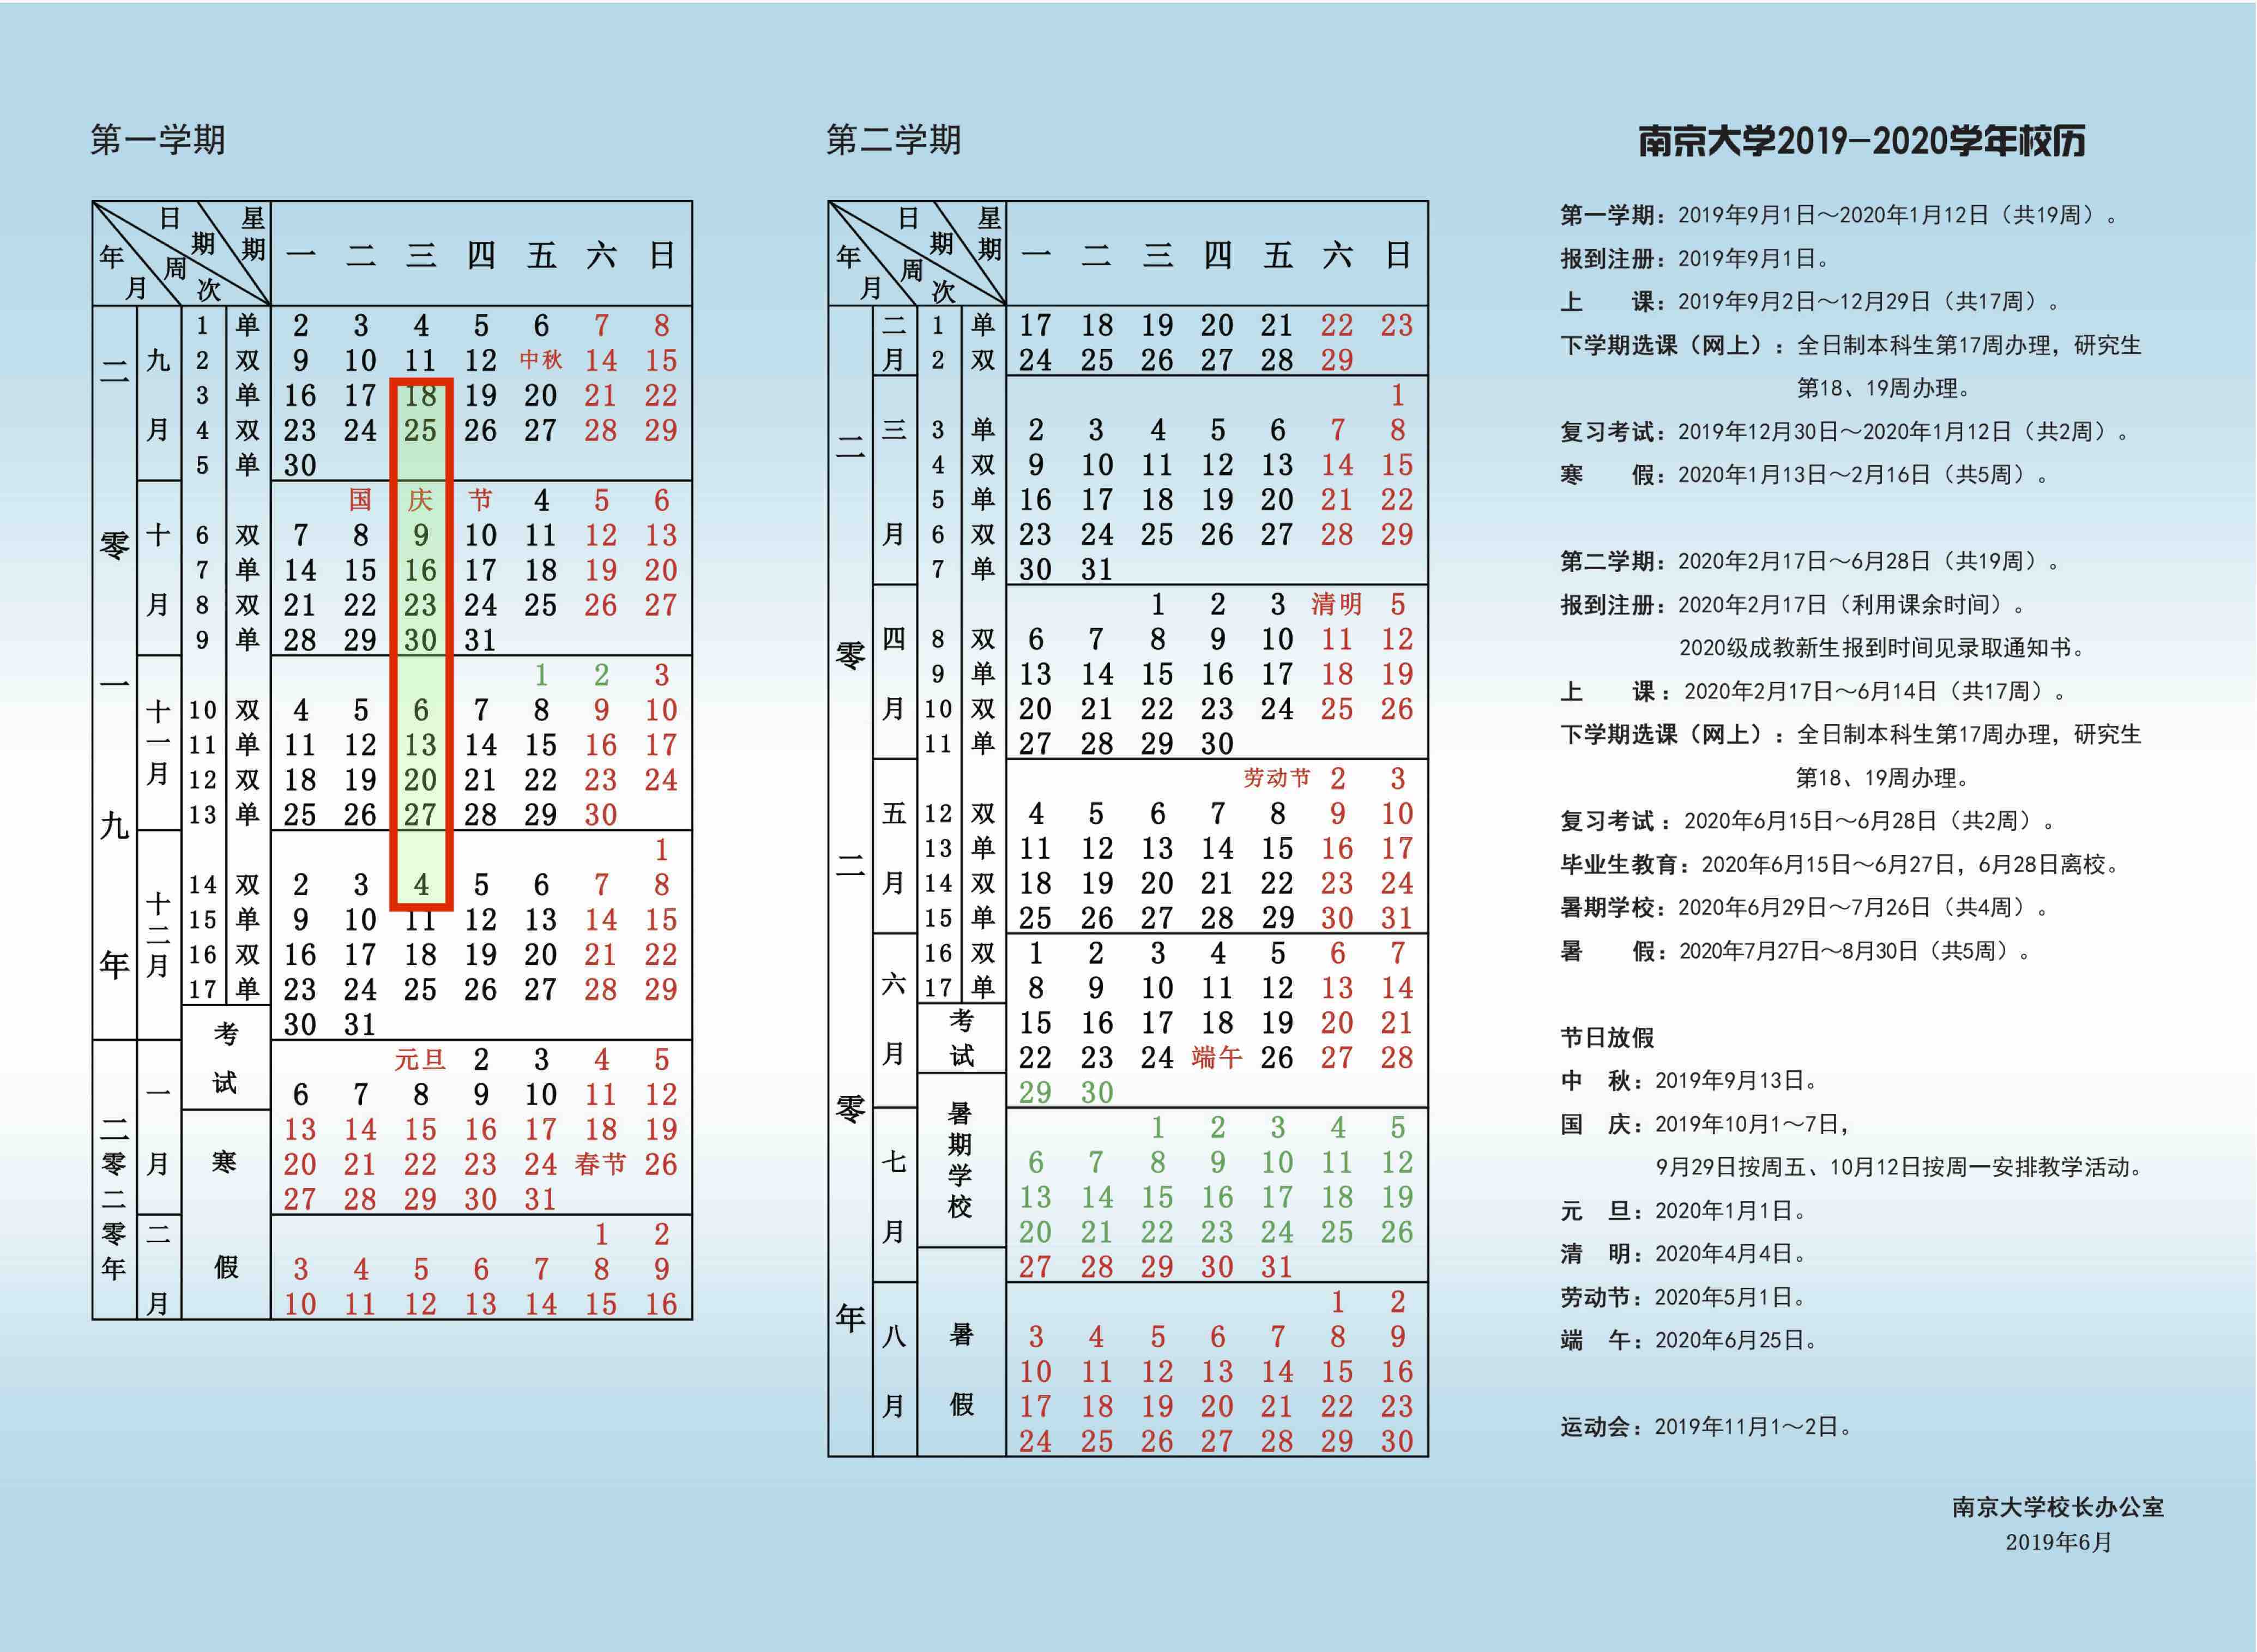 第一学期
日 星
年 期 期 一 二 三 四 五 六 日
周
月 次
1 单 2 3 4 5 6 7 8
二 九 2 双 9 10 11 12 中秋 14 15
3 单 16 17 18 19 20 21 22
月 4 双 23 24 25 26 27 28 29
5 单 30
国 庆 节 4 5 6
零 十 6 双 7 8 9 10 11 12 13
7 单 14 15 16 17 18 19 20
月 8 双 21 22 23 24 25 26 27
9 单 28 29 30 31
一 1 2 3
十 10 双 4 5 6 7 8 9 10
一 11 单 11 12 13 14 15 16 17
月 12 双 18 19 20 21 22 23 24
九 13 单 25 26 27 28 29 30
1
十 14 双 2 3 4 5 6 7 8
二 15 单 9 10 11 12 13 14 15
年 月 16 双 16 17 18 19 20 21 22
17 单 23 24 25 26 27 28 29
考 30 31
元旦 2 3 4 5
一 试 6 7 8 9 10 11 12
二 13 14 15 16 17 18 19
零 月 寒 20 21 22 23 24 春节 26
二 27 28 29 30 31
零 二 1 2
年 假 3 4 5 6 7 8 9
月 10 11 12 13 14 15 16
第二学期
日 星
年 期 期 一 二 三 四 五 六 日
周
月 次
二 1 单 17 18 19 20 21 22 23
月 2 双 24 25 26 27 28 29
1
二 三 3 单 2 3 4 5 6 7 8
4 双 9 10 11 12 13 14 15
5 单 16 17 18 19 20 21 22
月 6 双 23 24 25 26 27 28 29
7 单 30 31
1 2 3 清明 5
零 四 8 双 6 7 8 9 10 11 12
9 单 13 14 15 16 17 18 19
月 10 双 20 21 22 23 24 25 26
11 单 27 28 29 30
劳动节 2 3
五 12 双 4 5 6 7 8 9 10
二 13 单 11 12 13 14 15 16 17
月 14 双 18 19 20 21 22 23 24
15 单 25 26 27 28 29 30 31
16 双 1 2 3 4 5 6 7
六 17 单 8 9 10 11 12 13 14
考 15 16 17 18 19 20 21
月 试 22 23 24 端午 26 27 28
零 29 30
暑 1 2 3 4 5
七 期 6 7 8 9 10 11 12
学 13 14 15 16 17 18 19
月 校 20 21 22 23 24 25 26
27 28 29 30 31
年 1 2
八 暑 3 4 5 6 7 8 9
10 11 12 13 14 15 16
月 假 17 18 19 20 21 22 23
24 25 26 27 28 29 30
南京大学2019-2020学年校历
第一学期：2019年9月1日～2020年1月12日（共19周）。
报到注册：2019年9月1日。
上 课：2019年9月2日～12月29日（共17周）。
下学期选课（网上）：全日制本科生第17周办理，研究生
第18、19周办理。
复习考试：2019年12月30日～2020年1月12日（共2周）。
寒 假：2020年1月13日～2月16日（共5周）。
第二学期：2020年2月17日～6月28日（共19周）。
报到注册：2020年2月17日（利用课余时间）。
2020级成教新生报到时间见录取通知书。
上 课：2020年2月17日～6月14日（共17周）。
下学期选课（网上）：全日制本科生第17周办理，研究生
第18、19周办理。
复习考试：2020年6月15日～6月28日（共2周）。
毕业生教育：2020年6月15日～6月27日，6月28日离校。
暑期学校：2020年6月29日～7月26日（共4周）。
暑 假：2020年7月27日～8月30日（共5周）。
节日放假
中 秋：2019年9月13日。
国 庆：2019年10月1～7日，
9月29日按周五、10月12日按周一安排教学活动。
元 旦：2020年1月1日。
清 明：2020年4月4日。
劳动节：2020年5月1日。
端 午：2020年6月25日。
运动会：2019年11月1～2日。
南京大学校长办公室
2019年6月